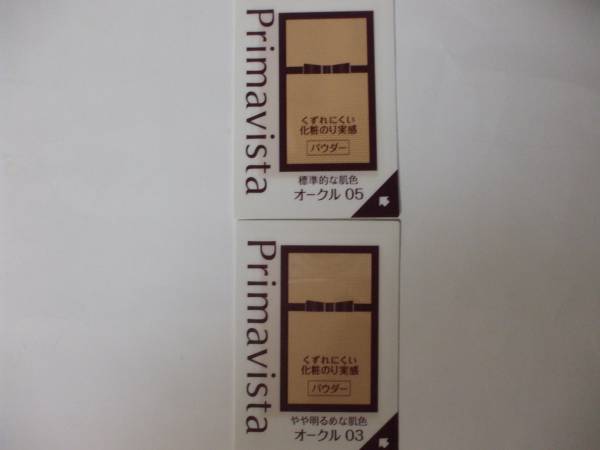 Primavista
くずれにくい
化粧のり実感
パウダー
標準的な肌色
オークル 05
Primavista
くずれにくい
化粧のり実感
パウダー
やや明るめな肌色
オークル 03